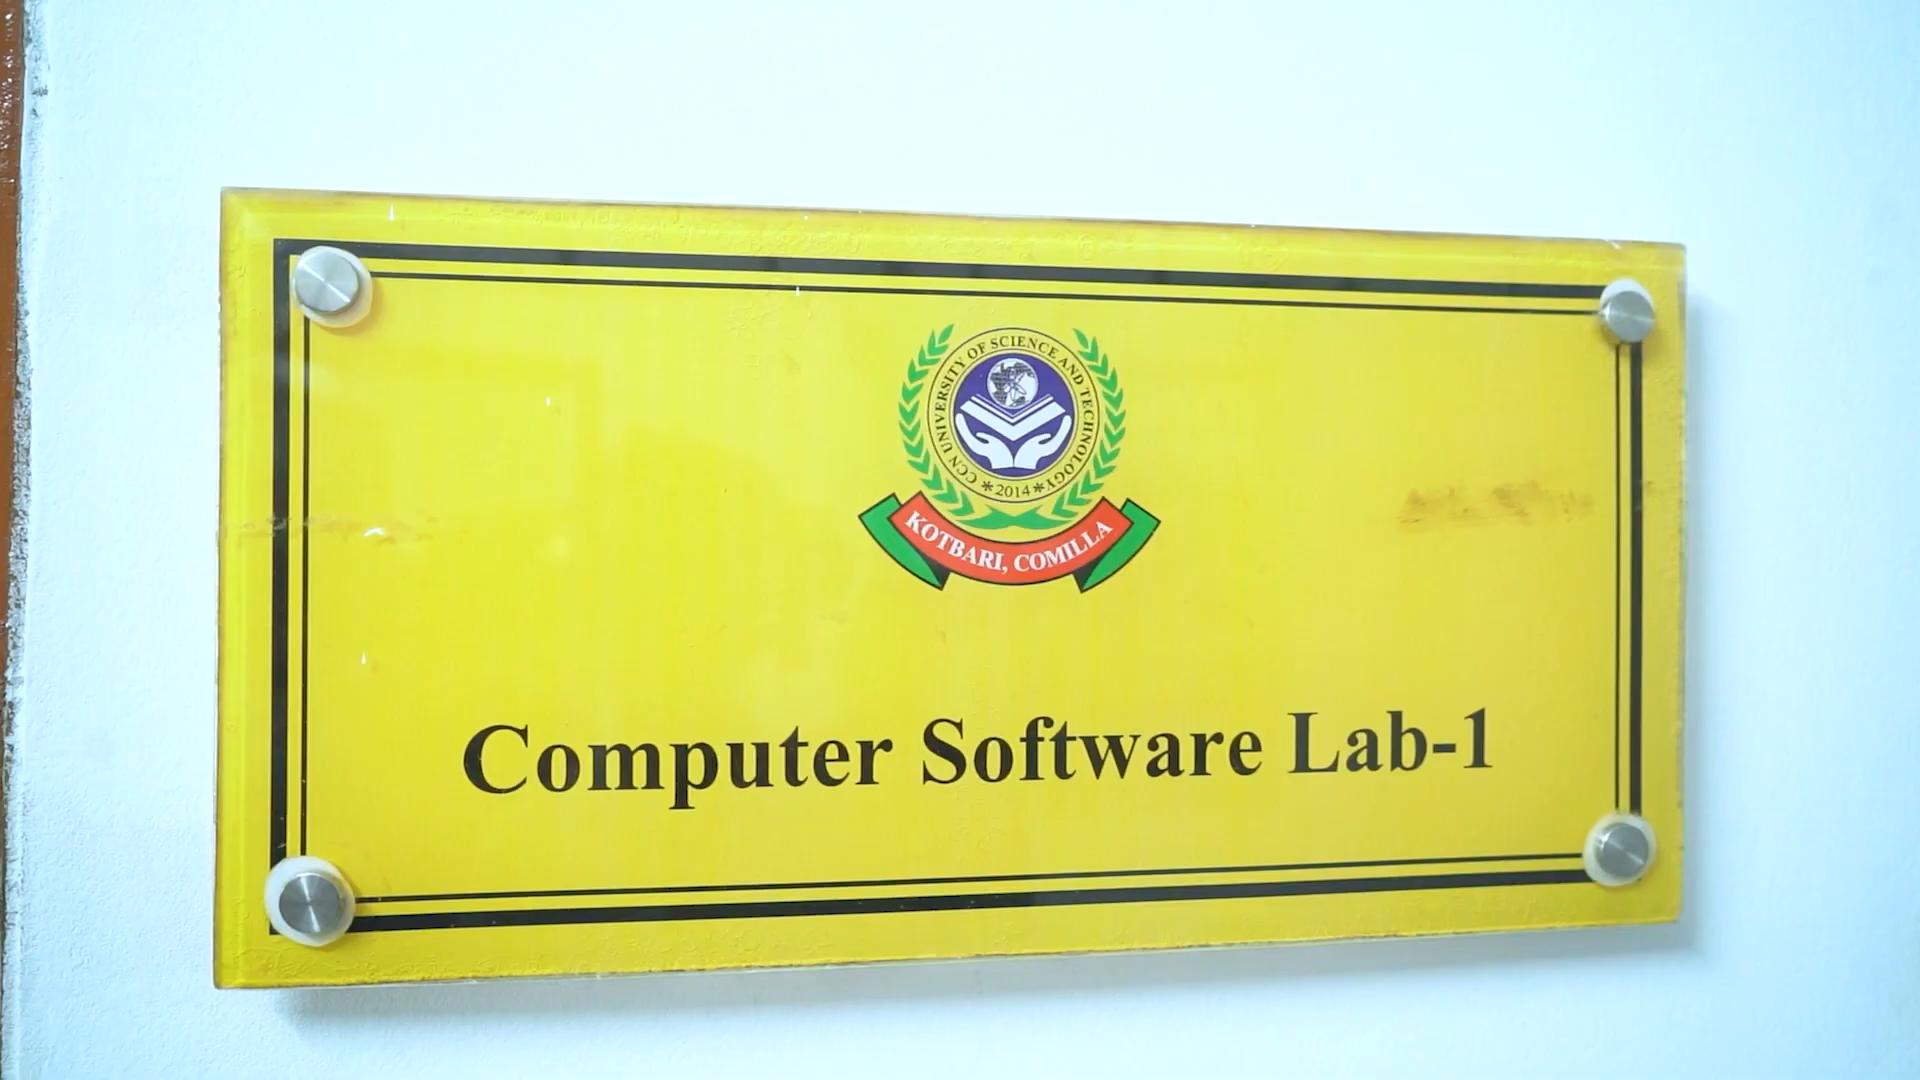 CCN UNIVERSITY OF SCIENCE AND TECHNOLOGY
*2014*
KOTBARI, COMILLA
Computer Software Lab-1